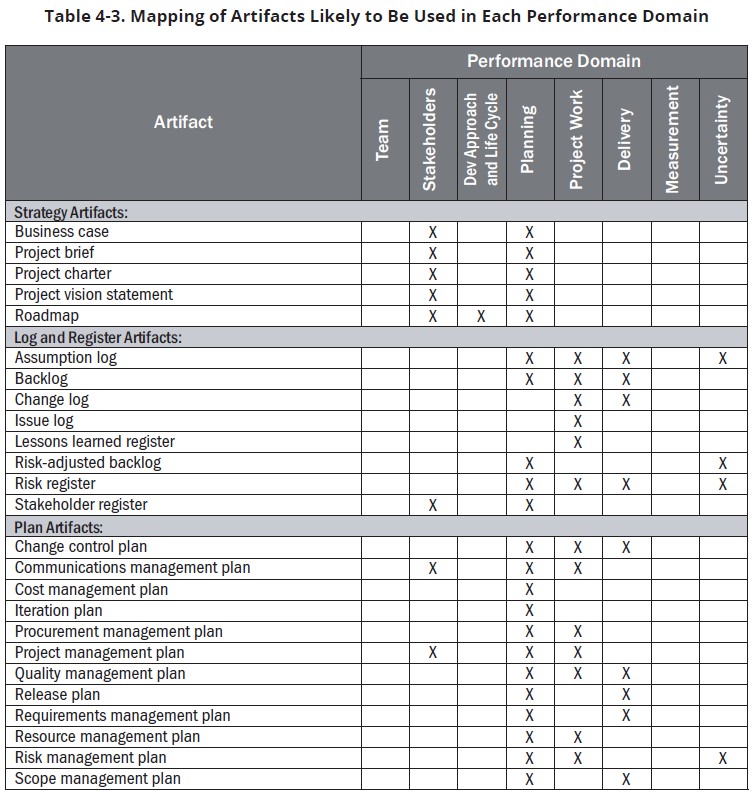 Table 4-3. Mapping of Artifacts Likely to Be Used in Each Performance Domain
Artifact
Performance Domain
Team
Stakeholders
Dev Approach
and Life Cycle
Planning
Project Work
Delivery
Measurement
Uncertainty
Strategy Artifacts:
Business case X X
Project brief X X
Project charter X X
Project vision statement X X
Roadmap X X X
Log and Register Artifacts:
Assumption log X X X X
Backlog X X X
Change log X X
Issue log X
Lessons learned register X
Risk-adjusted backlog X X
Risk register X X X X
Stakeholder register X X
Plan Artifacts:
Change control plan X X X
Communications management plan X X X
Cost management plan X
Iteration plan X
Procurement management plan X X
Project management plan X X X
Quality management plan X X X
Release plan X X
Requirements management plan X X
Resource management plan X X
Risk management plan X X X
Scope management plan X X